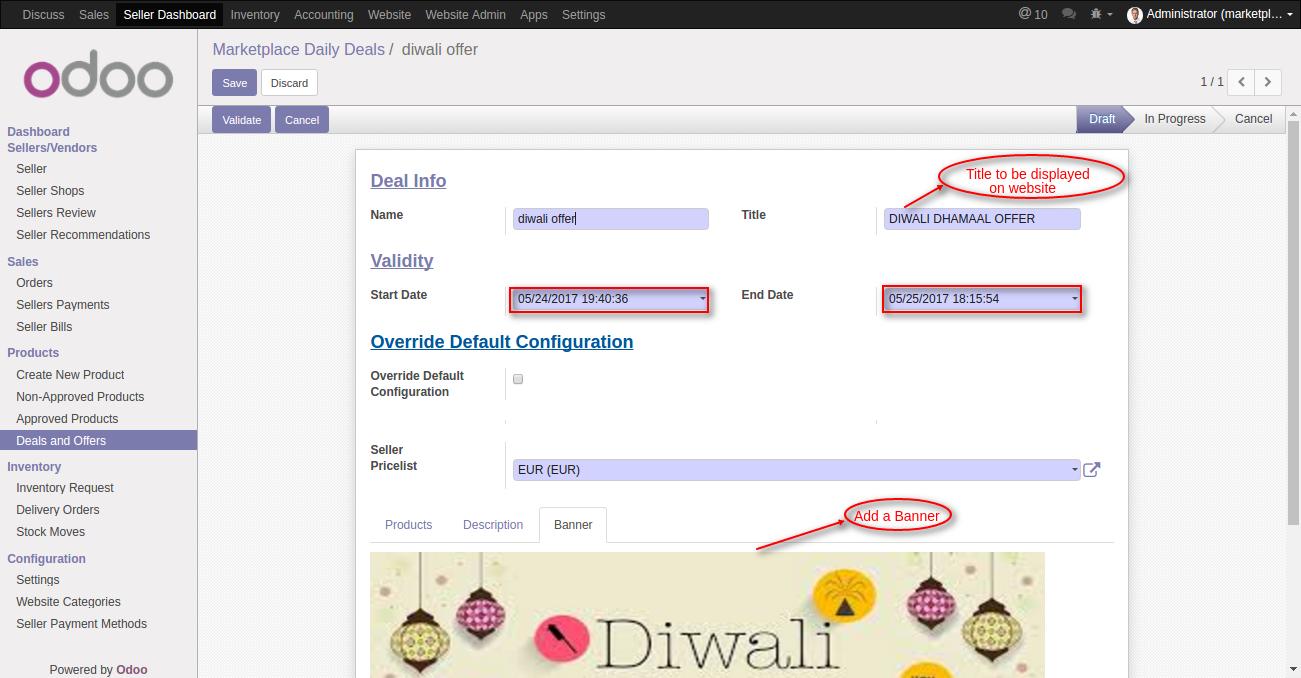 Discuss Sales Seller Dashboard Inventory Accounting Website Website Admin Apps Settings @ 10 Administrator (marketpl...
odoo
Marketplace Daily Deals / diwali offer
Save Discard 1 / 1
Validate Cancel Draft In Progress Cancel
Dashboard
Sellers/Vendors
Seller
Seller Shops
Sellers Review
Seller Recommendations
Sales
Orders
Sellers Payments
Seller Bills
Products
Create New Product
Non-Approved Products
Approved Products
Deals and Offers
Inventory
Inventory Request
Delivery Orders
Stock Moves
Configuration
Settings
Website Categories
Seller Payment Methods
Powered by Odoo
Deal Info
Title to be displayed
on website
Name diwali offer Title DIWALI DHAMAAL OFFER
Validity
Start Date 05/24/2017 19:40:36 End Date 05/25/2017 18:15:54
Override Default Configuration
Override Default
Configuration
Seller
Pricelist EUR (EUR)
Products Description Banner
Add a Banner
Diwali